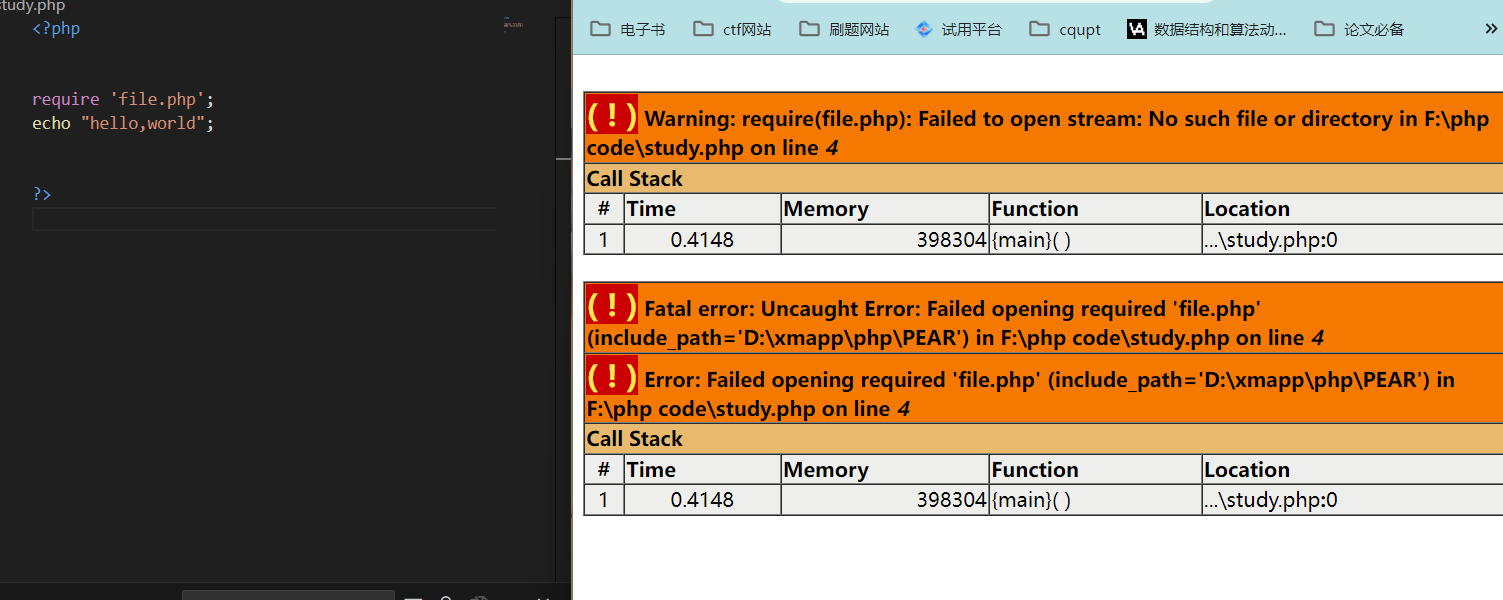 study.php
<?php
require 'file.php';
echo "hello,world";
?>
电子书 ctf网站 刷题网站 试用平台 cqupt 数据结构和算法动... 论文必备 »
( ! ) Warning: require(file.php): Failed to open stream: No such file or directory in F:\php
code\study.php on line 4
Call Stack
# Time Memory Function Location
1 0.4148 398304 {main}( ) ...\study.php:0
( ! ) Fatal error: Uncaught Error: Failed opening required 'file.php'
(include_path='D:\xmapp\php\PEAR') in F:\php code\study.php on line 4
( ! ) Error: Failed opening required 'file.php' (include_path='D:\xmapp\php\PEAR') in
F:\php code\study.php on line 4
Call Stack
# Time Memory Function Location
1 0.4148 398304 {main}( ) ...\study.php:0